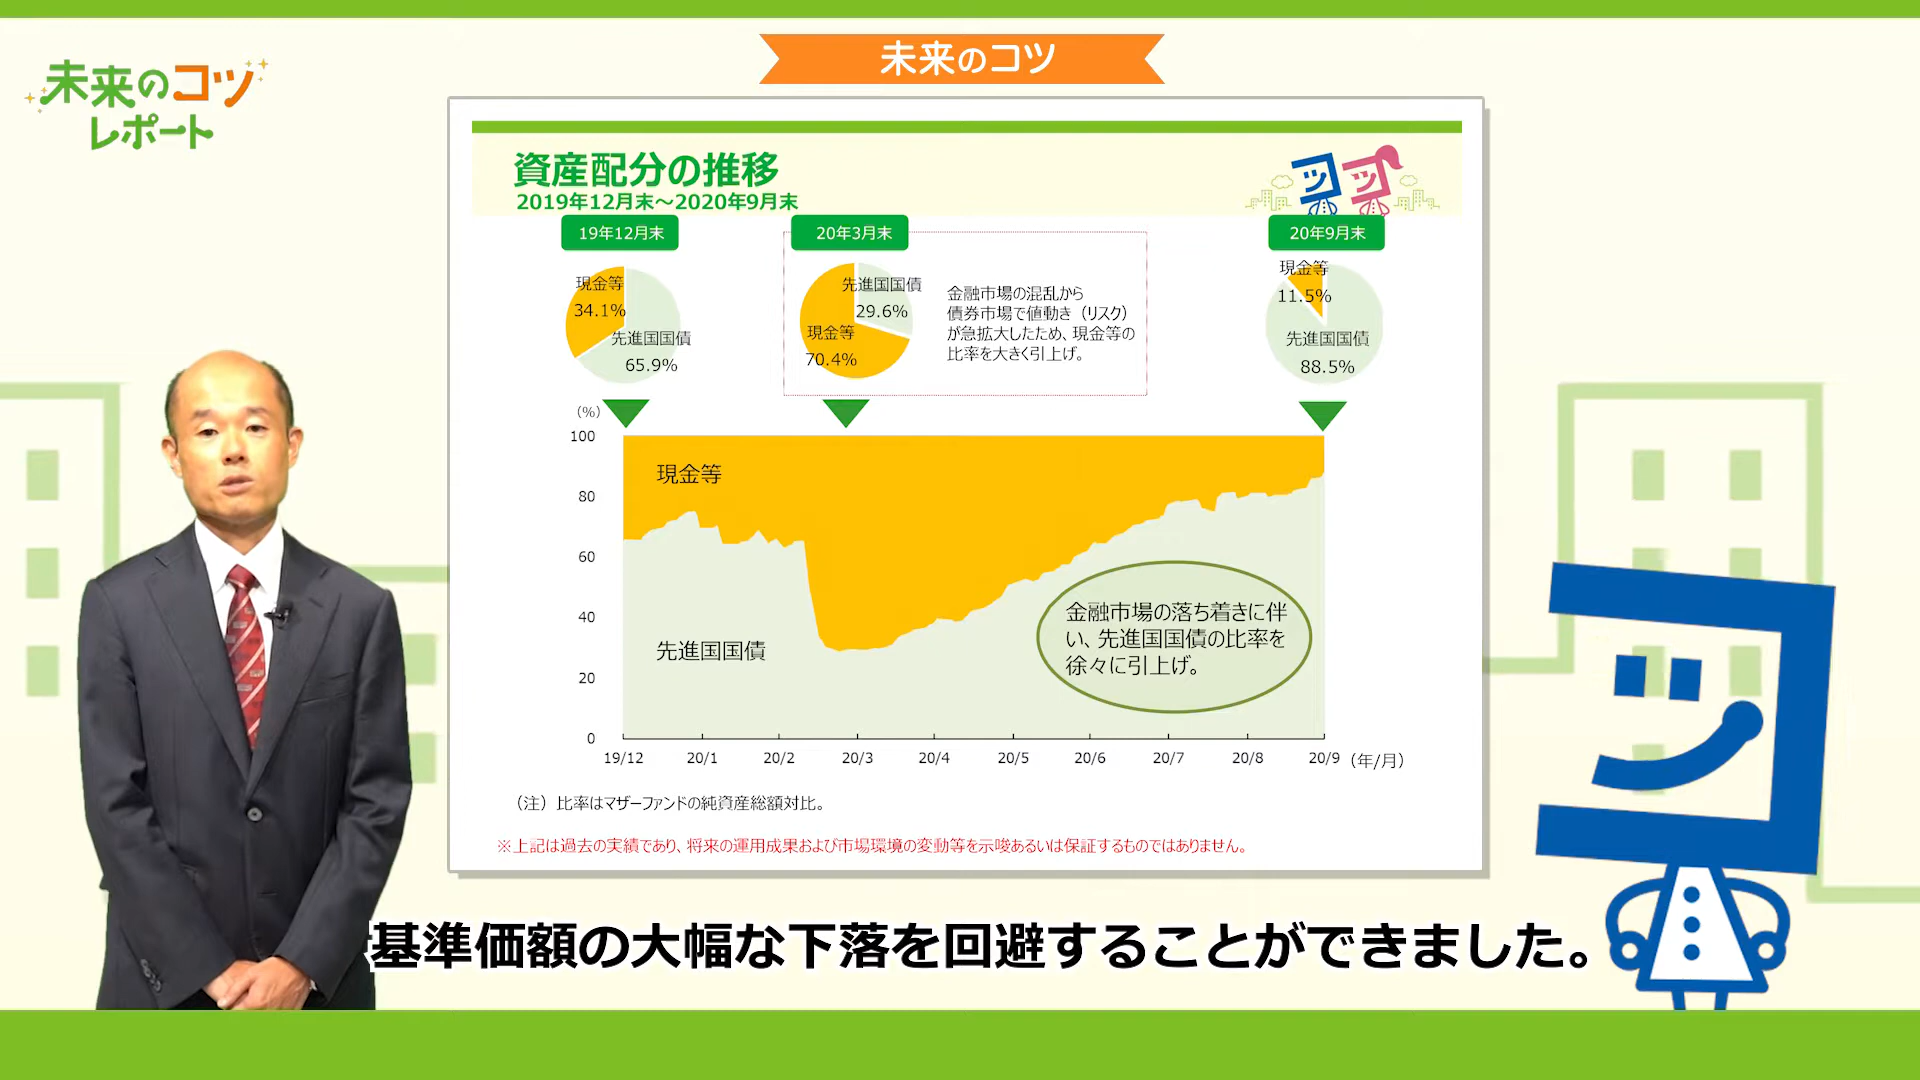 未来のコツ
レポート
未来のコツ
資産配分の推移
2019年12月末～2020年9月末
ツ
ツ
19年12月末
20年3月末
20年9月末
現金等
34.1%
先進国国債
65.9%
先進国国債
29.6%
現金等
70.4%
金融市場の混乱から
債券市場で値動き（リスク）
が急拡大したため、現金等の
比率を大きく引上げ。
現金等
11.5%
先進国国債
88.5%
（%）
100
80
60
40
20
0
現金等
先進国国債
金融市場の落ち着きに伴
い、先進国国債の比率を
徐々に引上げ。
19/12 20/1 20/2 20/3 20/4 20/5 20/6 20/7 20/8 20/9 （年/月）
（注）比率はマザーファンドの純資産総額対比。
※上記は過去の実績であり、将来の運用成果および市場環境の変動等を示唆あるいは保証するものではありません。
基準価額の大幅な下落を回避することができました。